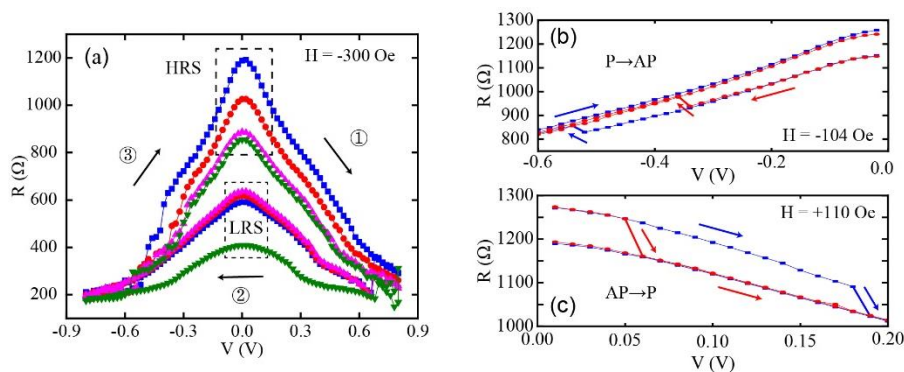 (a)
HRS
H = -300 Oe
③
①
LRS
②
R (Ω)
1200
1000
800
600
400
200
-0.9 -0.6 -0.3 0.0 0.3 0.6 0.9
V (V)
(b)
P→AP
H = -104 Oe
R (Ω)
1300
1200
1100
1000
900
800
-0.6 -0.4 -0.2 0.0
V (V)
H = +110 Oe
AP→P
(c)
R (Ω)
1300
1200
1100
1000
0.00 0.05 0.10 0.15 0.20
V (V)